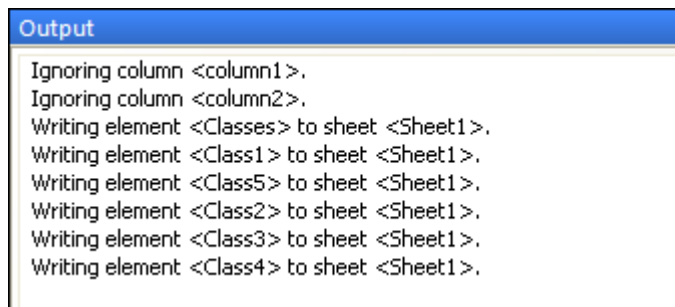 Output
Ignoring column <column1>.
Ignoring column <column2>.
Writing element <Classes> to sheet <Sheet1>.
Writing element <Class1> to sheet <Sheet1>.
Writing element <Class5> to sheet <Sheet1>.
Writing element <Class2> to sheet <Sheet1>.
Writing element <Class3> to sheet <Sheet1>.
Writing element <Class4> to sheet <Sheet1>.